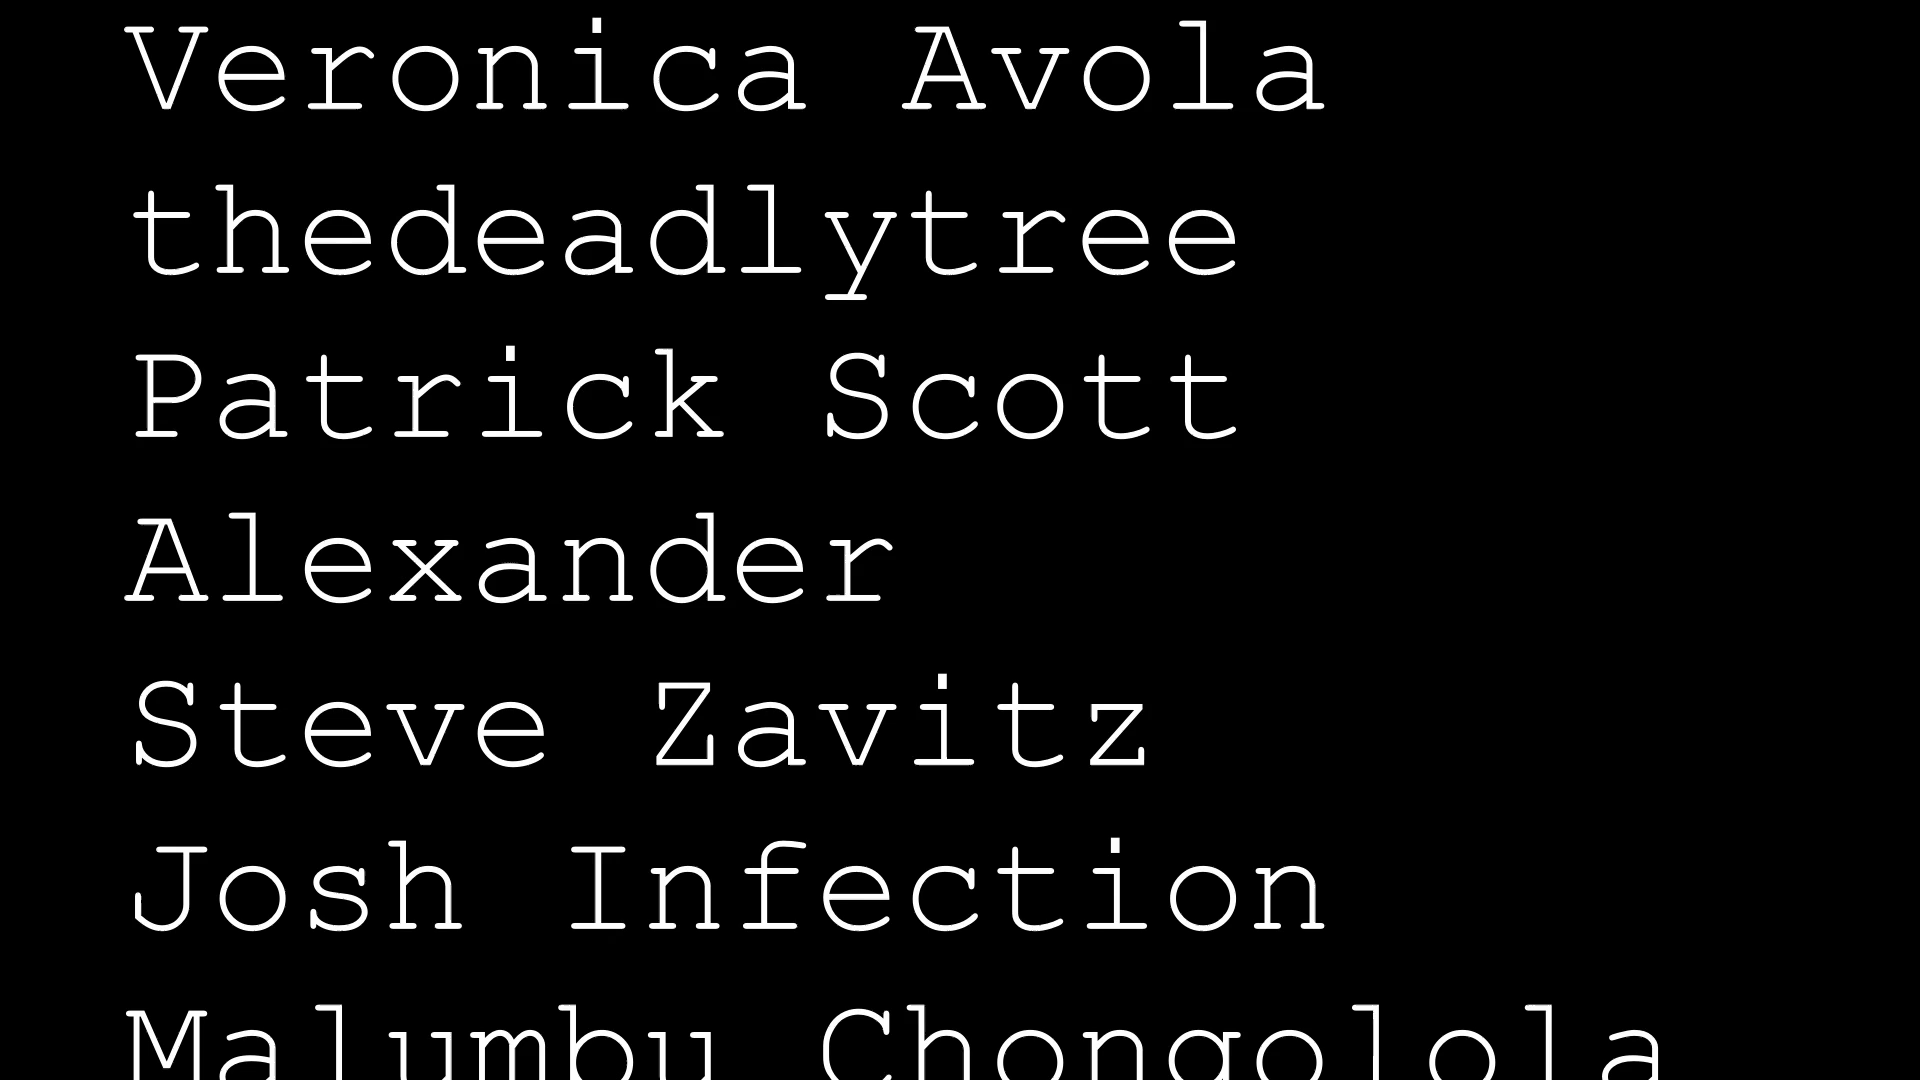 Veronica Avola
thedeadlytree
Patrick Scott
Alexander
Steve Zavitz
Josh Infection
Malumbu Chongolola